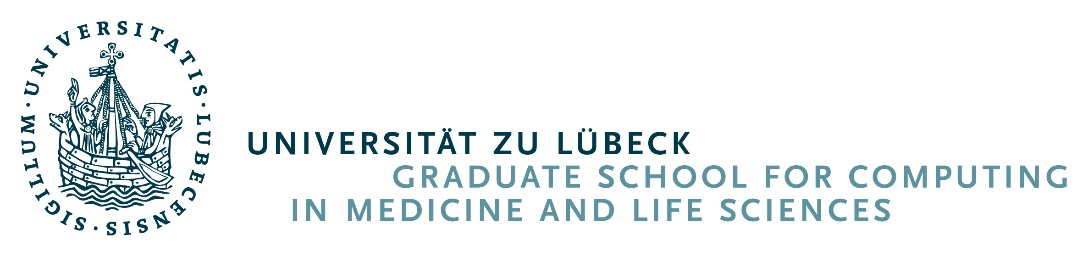 SIGILLUM · UNIVERSITATIS · LUBECENSIS ·
UNIVERSITÄT ZU LÜBECK
GRADUATE SCHOOL FOR COMPUTING
IN MEDICINE AND LIFE SCIENCES